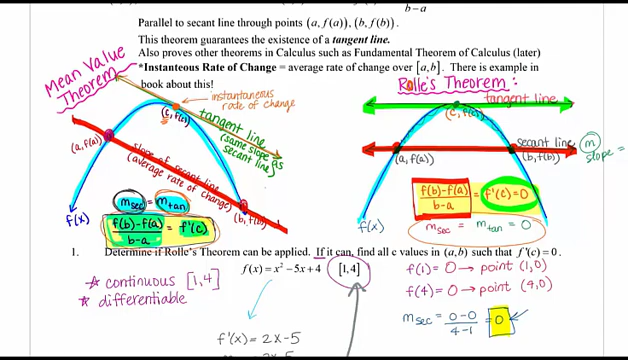 b−a
Parallel to secant line through points (a, f(a)), (b, f(b)).
This theorem guarantees the existence of a tangent line.
Also proves other theorems in Calculus such as Fundamental Theorem of Calculus (later)
*Instanteous Rate of Change = average rate of change over [a,b]. There is example in
book about this!
Mean Value
Theorem
instantaneous
rate of change
(c, f(c))
tangent line
(same slope as
secant line)
(a, f(a))
slope of secant line
(average rate of change)
(b, f(b))
f(x)
m sec = m tan
f(b)−f(a)
b−a
= f'(c)
Rolle's Theorem:
tangent line
(c, f(c))
secant line
(a, f(a))
(b, f(b))
m
slope =
f(b)−f(a)
b−a
= f'(c) = 0
f(x)
m sec = m tan = 0
1. Determine if Rolle's Theorem can be applied. If it can, find all c values in (a,b) such that f'(c) = 0.
f(x) = x² − 5x + 4 [1,4]
* continuous [1,4]
* differentiable
f(1) = 0 → point (1,0)
f(4) = 0 → point (4,0)
m sec = 0−0
4−1
= 0
f'(x) = 2x−5